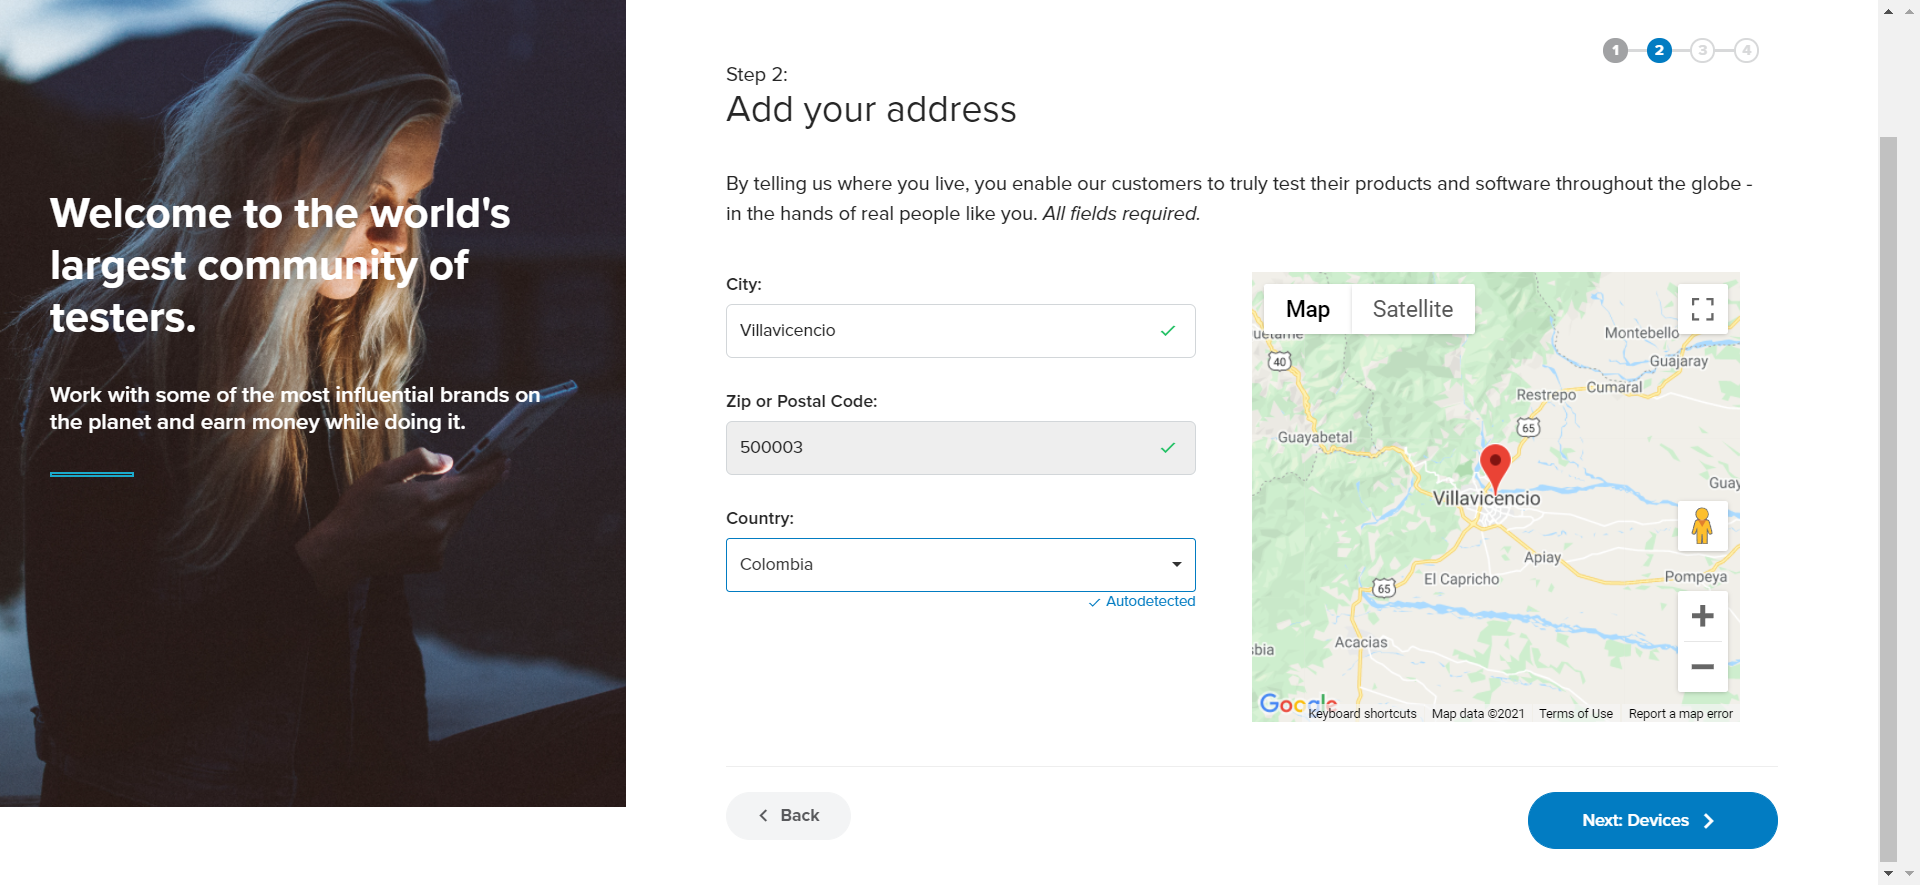 Welcome to the world's
largest community of
testers.
Work with some of the most influential brands on
the planet and earn money while doing it.
1 2 3 4
Step 2:
Add your address
By telling us where you live, you enable our customers to truly test their products and software throughout the globe -
in the hands of real people like you. All fields required.
City:
Villavicencio
Zip or Postal Code:
500003
Country:
Colombia
Autodetected
Map Satellite
Montebello
40
Guajaray
Restrepo Cumaral
65
Guayabetal
Villavicencio
Guay
Apiay
El Capricho
Pompeya
65
Acacias
bia
Google
Keyboard shortcuts Map data ©2021 Terms of Use Report a map error
Back
Next: Devices